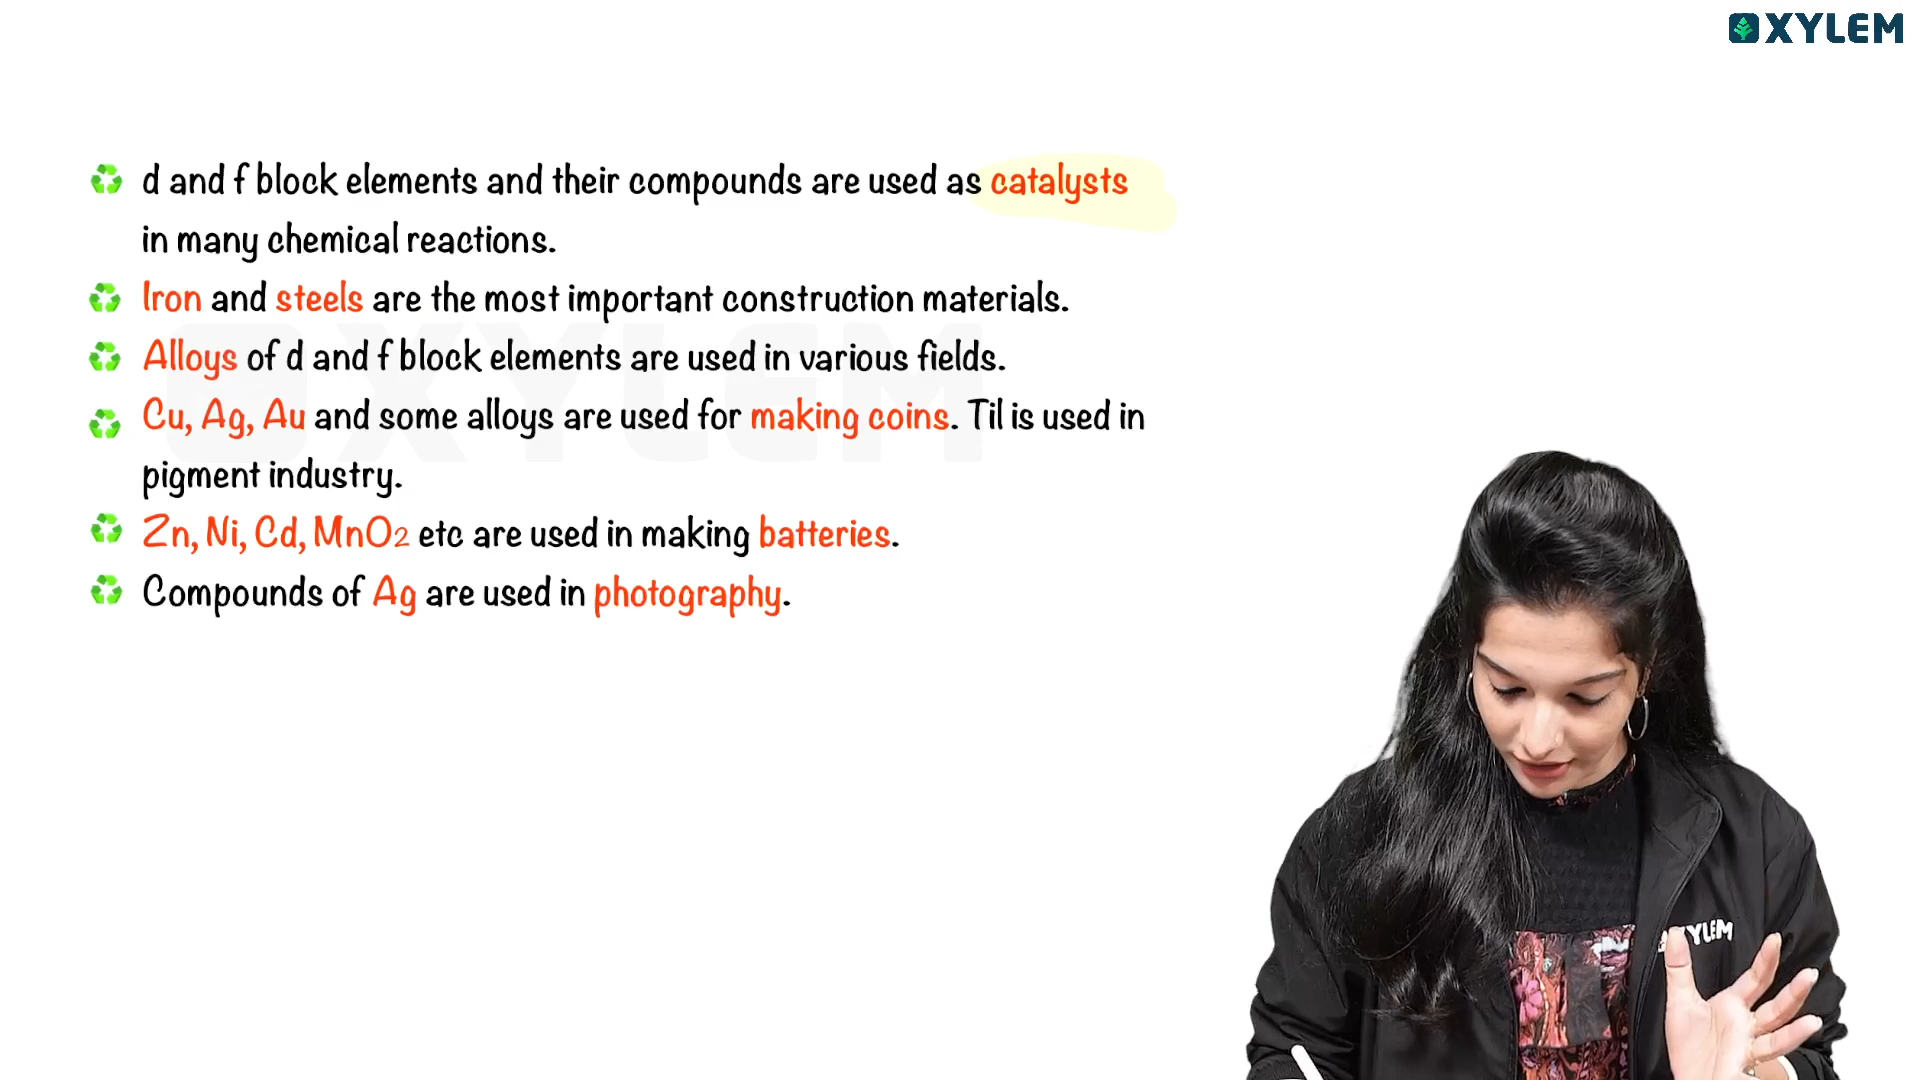 XYLEM
d and f block elements and their compounds are used as catalysts
in many chemical reactions.
Iron and steels are the most important construction materials.
Alloys of d and f block elements are used in various fields.
Cu, Ag, Au and some alloys are used for making coins. Til is used in
pigment industry.
Zn, Ni, Cd, MnO2 etc are used in making batteries.
Compounds of Ag are used in photography.
XYLEM
XYLEM